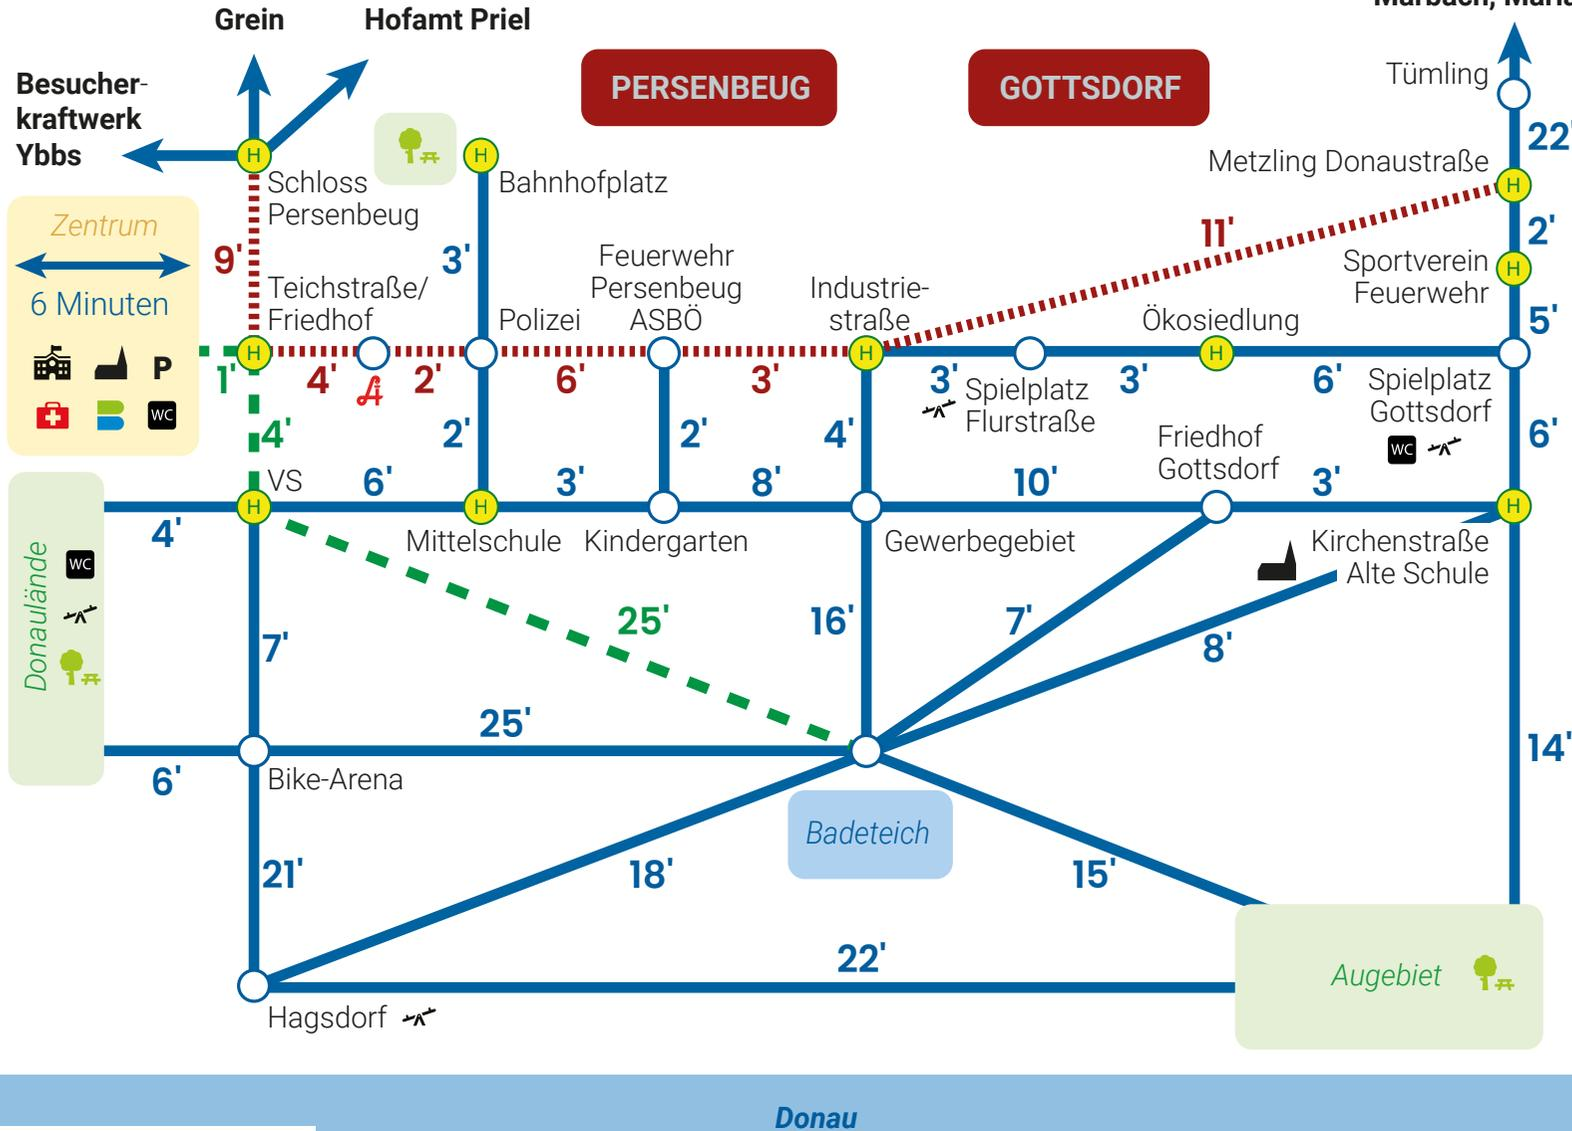 Grein
Hofamt Priel
Besucher-
kraftwerk
Ybbs
PERSENBEUG
GOTTSDORF
Tümling
22'
Metzling Donaustraße
H
H
H
H
Schloss
Persenbeug
Bahnhofplatz
Zentrum
6 Minuten
P
WC
9'
3'
11'
2'
Sportverein
Feuerwehr
H
Teichstraße/
Friedhof
Polizei
Feuerwehr
Persenbeug
ASBÖ
Industrie-
straße
Ökosiedlung
5'
H
H
H
1'
4'
2'
6'
3'
3'
3'
6'
Spielplatz
Flurstraße
Spielplatz
Gottsdorf
WC
4'
2'
2'
4'
6'
Friedhof
Gottsdorf
VS
6'
3'
8'
10'
3'
H
H
4'
Mittelschule
Kindergarten
Gewerbegebiet
Kirchenstraße
Alte Schule
Donaulände
WC
7'
25'
16'
7'
8'
14'
25'
6'
Bike-Arena
Badeteich
21'
18'
15'
22'
Augebiet
Hagsdorf
Donau